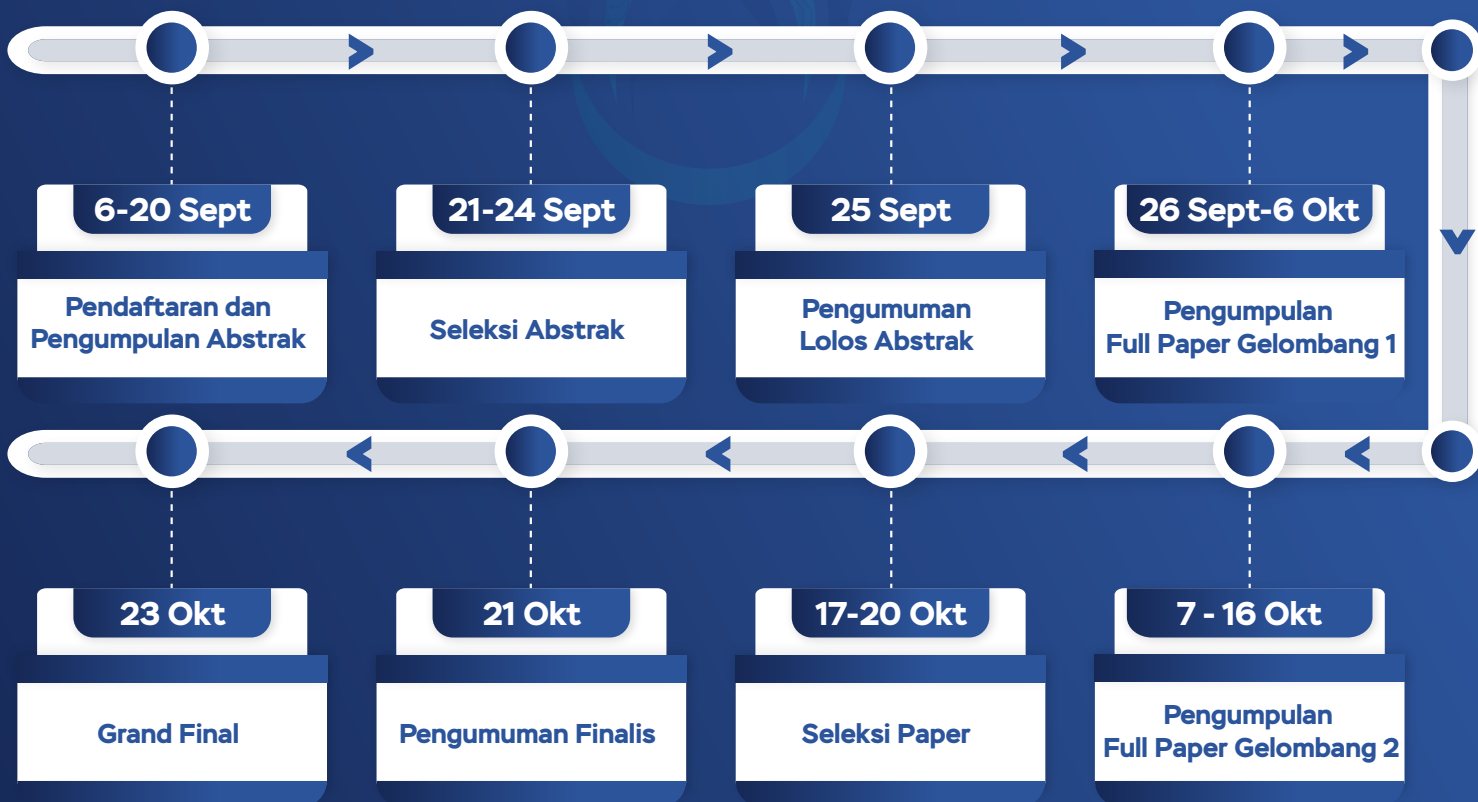 6-20 Sept
Pendaftaran dan
Pengumpulan Abstrak
21-24 Sept
Seleksi Abstrak
25 Sept
Pengumuman
Lolos Abstrak
26 Sept-6 Okt
Pengumpulan
Full Paper Gelombang 1
7 - 16 Okt
Pengumpulan
Full Paper Gelombang 2
17-20 Okt
Seleksi Paper
21 Okt
Pengumuman Finalis
23 Okt
Grand Final